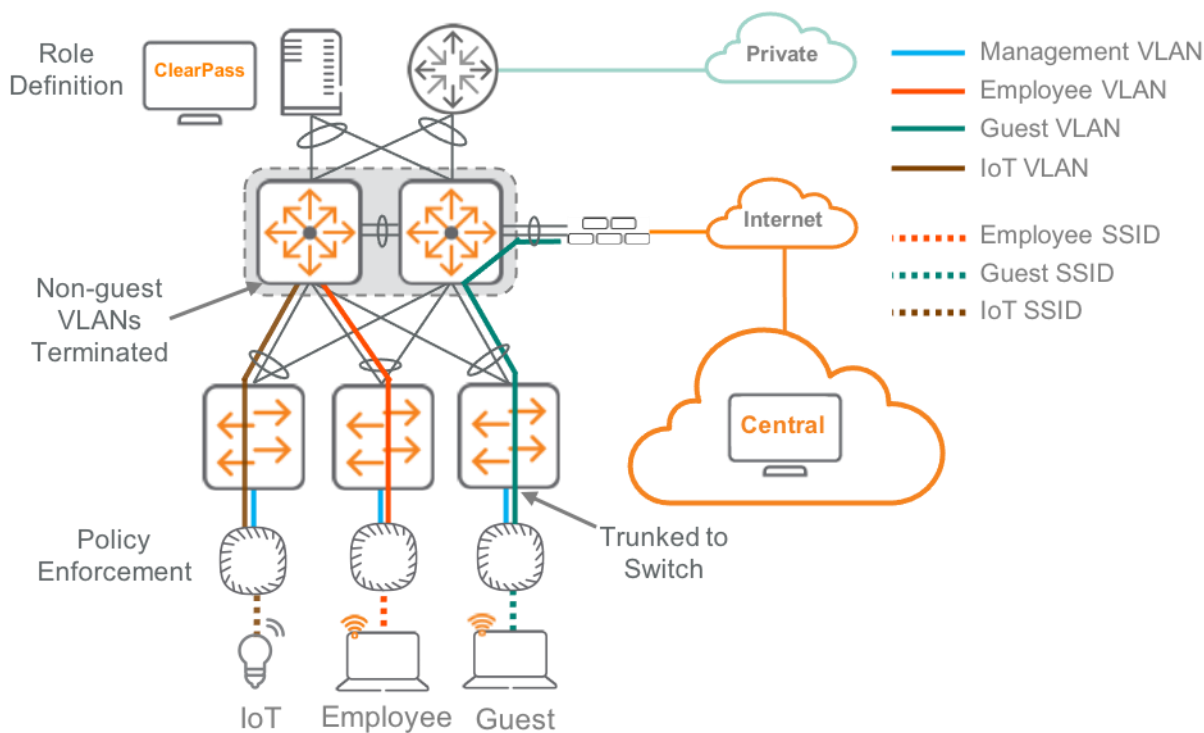 Role
Definition
ClearPass
Private
Management VLAN
Employee VLAN
Guest VLAN
IoT VLAN
Internet
Employee SSID
Guest SSID
IoT SSID
Non-guest
VLANs
Terminated
Central
Policy
Enforcement
Trunked to
Switch
IoT
Employee
Guest